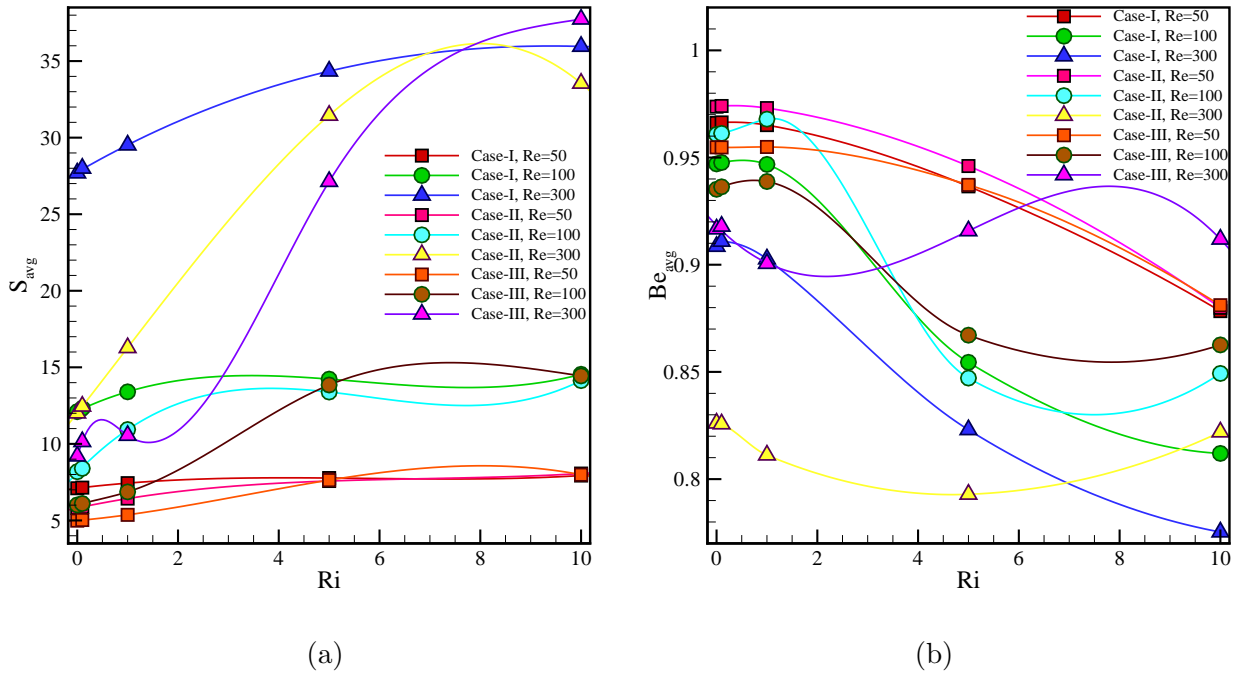 S avg
35
30
25
20
15
10
5
0
2
4
6
8
10
Ri
Case-I, Re=50
Case-I, Re=100
Case-I, Re=300
Case-II, Re=50
Case-II, Re=100
Case-II, Re=300
Case-III, Re=50
Case-III, Re=100
Case-III, Re=300
(a)
Be avg
1
0.95
0.9
0.85
0.8
0
2
4
6
8
10
Ri
Case-I, Re=50
Case-I, Re=100
Case-I, Re=300
Case-II, Re=50
Case-II, Re=100
Case-II, Re=300
Case-III, Re=50
Case-III, Re=100
Case-III, Re=300
(b)